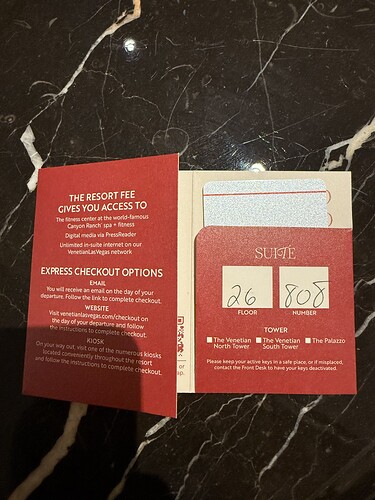 THE RESORT FEE
GIVES YOU ACCESS TO
The fitness center at the world-famous
Canyon Ranch spa + fitness
Digital media via PressReader
Unlimited in-suite internet on our
VenetianLasVegas network
EXPRESS CHECKOUT OPTIONS
EMAIL
You will receive an email on the day of your
departure. Follow the link to complete checkout.
WEBSITE
Visit venetianlasvegas.com/checkout on
the day of your departure and follow
the instructions to complete checkout.
KIOSK
On your way out, visit one of the numerous kiosks
located conveniently throughout the resort
and follow the instructions to complete checkout.
or
ap.
SUITE
26 808
FLOOR NUMBER
TOWER
The Venetian North Tower
The Venetian South Tower
The Palazzo
Please keep your active keys in a safe place, or if misplaced,
contact the Front Desk to have your keys deactivated.